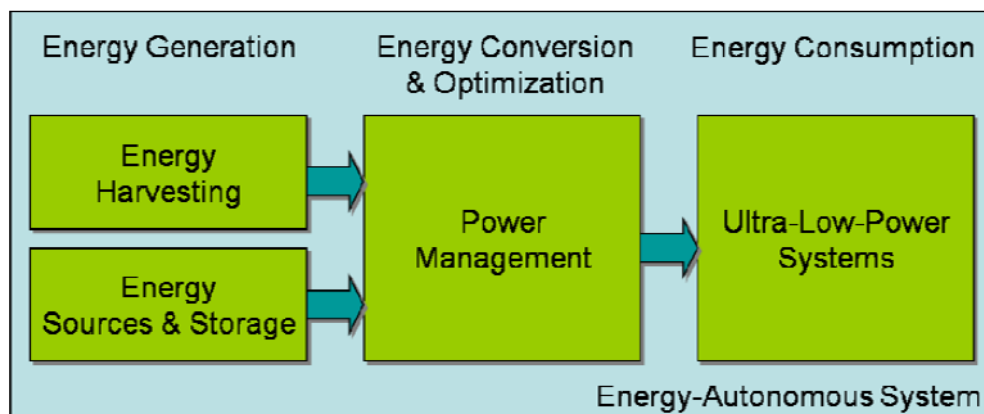 Energy Generation
Energy Conversion
& Optimization
Energy Consumption
Energy
Harvesting
Energy
Sources & Storage
Power
Management
Ultra-Low-Power
Systems
Energy-Autonomous System